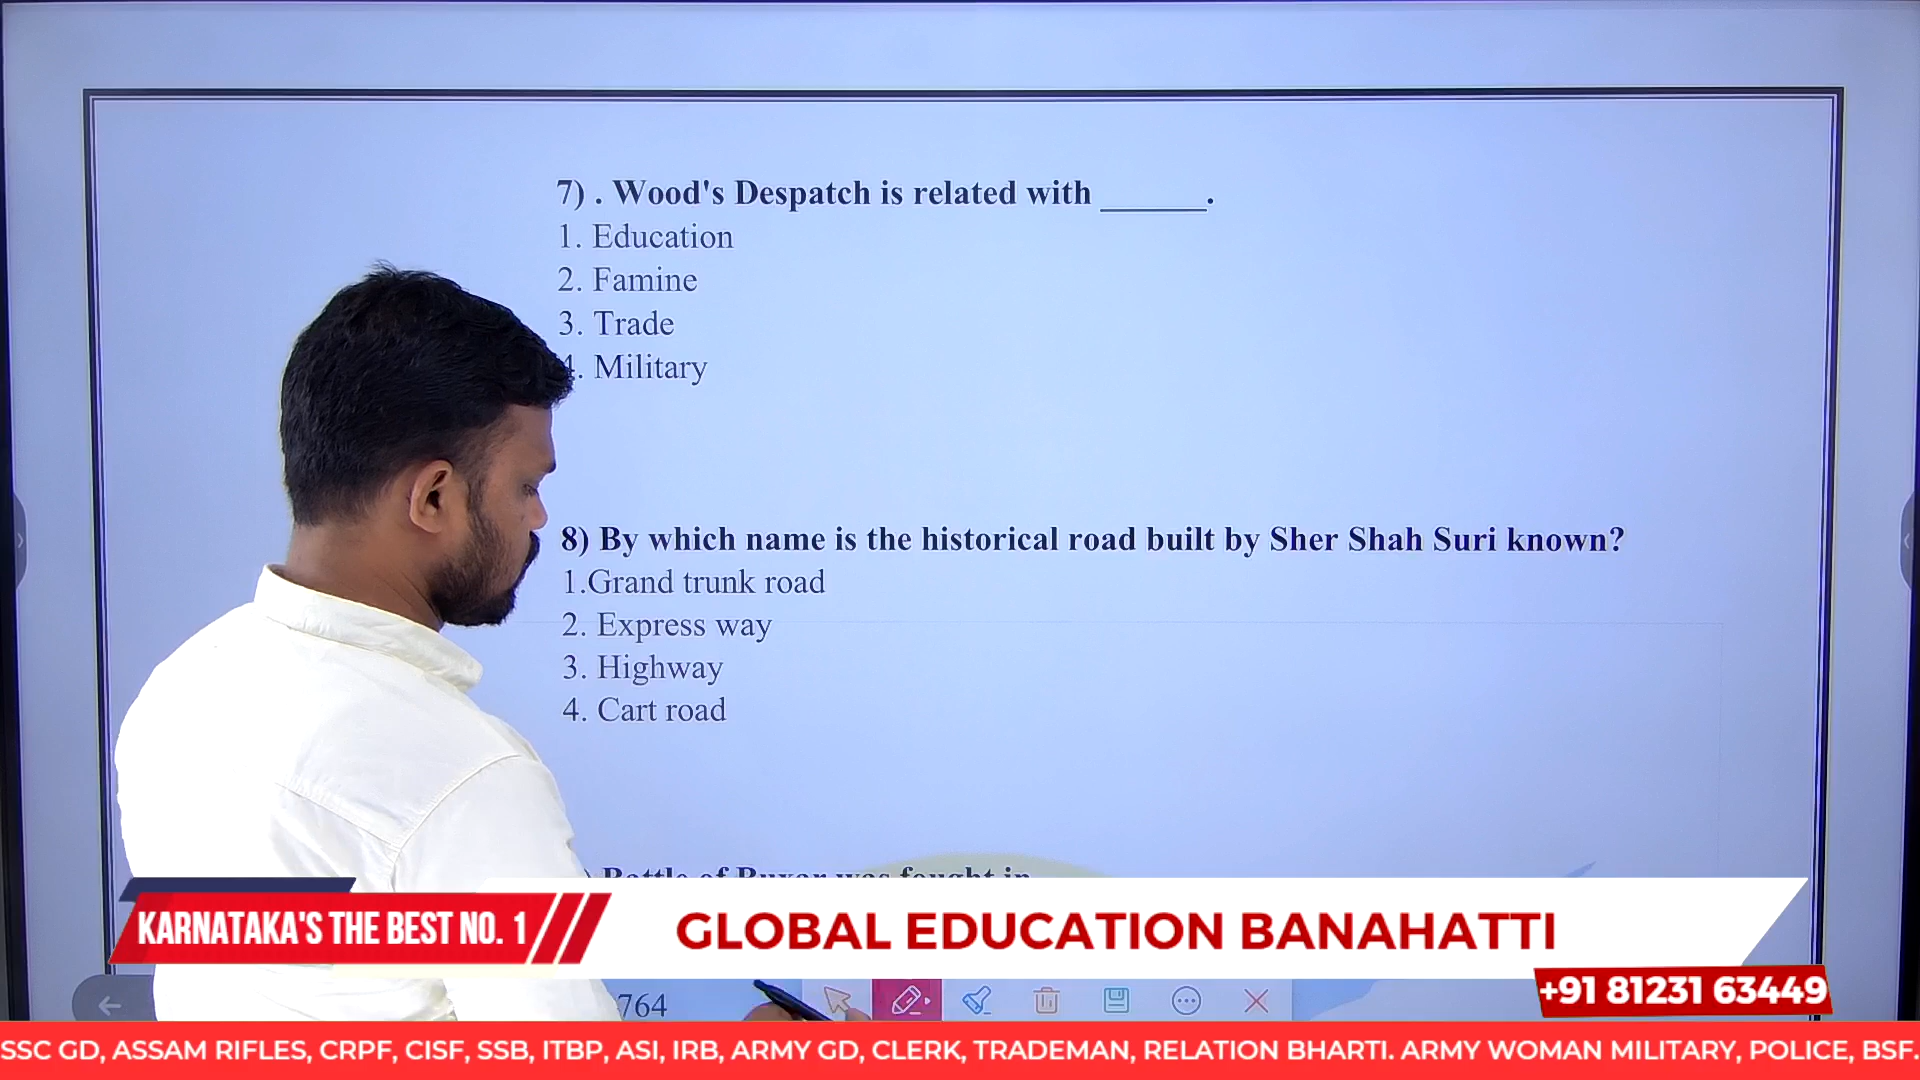 7) . Wood's Despatch is related with ______.
1. Education
2. Famine
3. Trade
4. Military
8) By which name is the historical road built by Sher Shah Suri known?
1.Grand trunk road
2. Express way
3. Highway
4. Cart road
) Battle of Buxar was fought in
764
KARNATAKA'S THE BEST NO. 1
GLOBAL EDUCATION BANAHATTI
+91 81231 63449
SSC GD, ASSAM RIFLES, CRPF, CISF, SSB, ITBP, ASI, IRB, ARMY GD, CLERK, TRADEMAN, RELATION BHARTI. ARMY WOMAN MILITARY, POLICE, BSF.